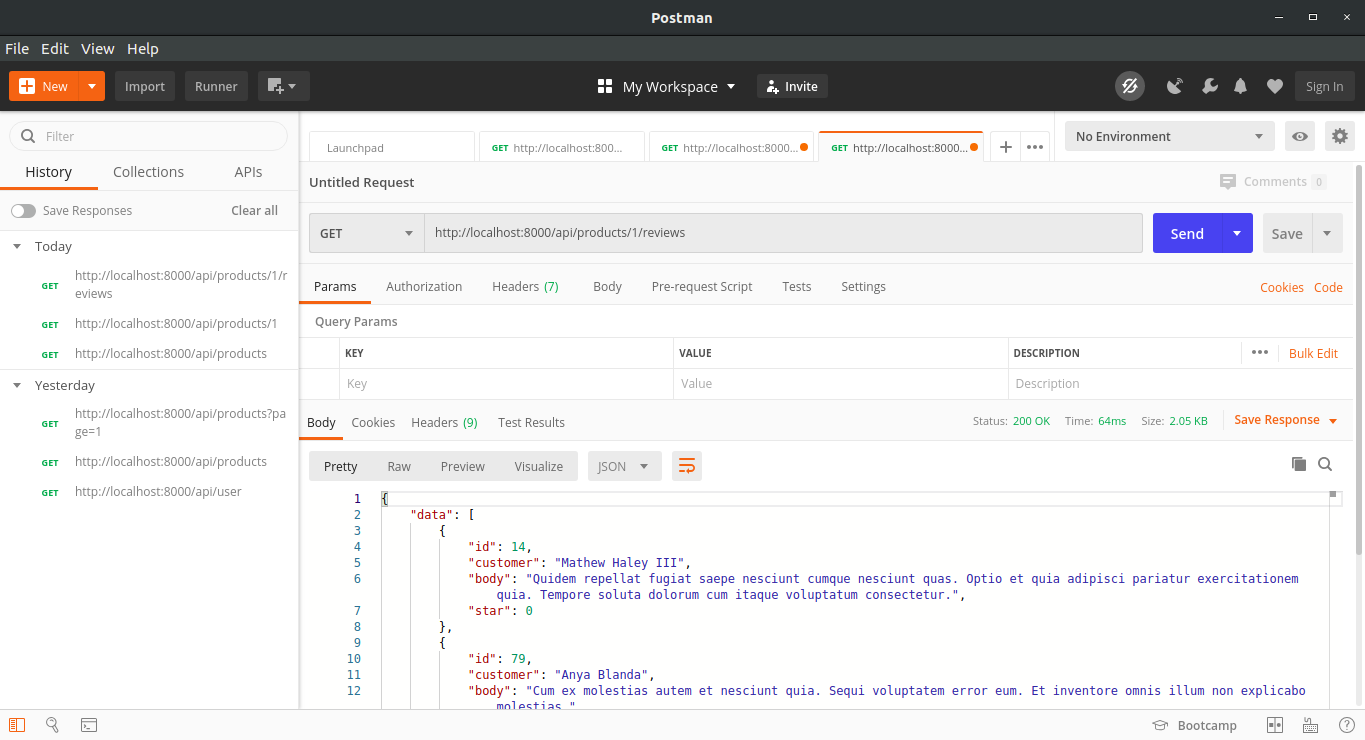 Postman
File Edit View Help
New Import Runner My Workspace Invite Sign In
Filter
History Collections APIs
Save Responses Clear all
Today
GET http://localhost:8000/api/products/1/r
eviews
GET http://localhost:8000/api/products/1
GET http://localhost:8000/api/products
Yesterday
GET http://localhost:8000/api/products?pa
ge=1
GET http://localhost:8000/api/products
GET http://localhost:8000/api/user
Launchpad GET http://localhost:800... GET http://localhost:8000... GET http://localhost:8000... No Environment
Untitled Request Comments 0
GET http://localhost:8000/api/products/1/reviews Send Save
Params Authorization Headers (7) Body Pre-request Script Tests Settings Cookies Code
Query Params
KEY VALUE DESCRIPTION Bulk Edit
Key Value Description
Body Cookies Headers (9) Test Results Status: 200 OK Time: 64ms Size: 2.05 KB Save Response
Pretty Raw Preview Visualize JSON
1 {
2 "data": [
3 {
4 "id": 14,
5 "customer": "Mathew Haley III",
6 "body": "Quidem repellat fugiat saepe nesciunt cumque nesciunt quas. Optio et quia adipisci pariatur exercitationem
quia. Tempore soluta dolorum cum itaque voluptatum consectetur.",
7 "star": 0
8 },
9 {
10 "id": 79,
11 "customer": "Anya Blanda",
12 "body": "Cum ex molestias autem et nesciunt quia. Sequi voluptatem error eum. Et inventore omnis illum non explicabo
molestias."
Bootcamp